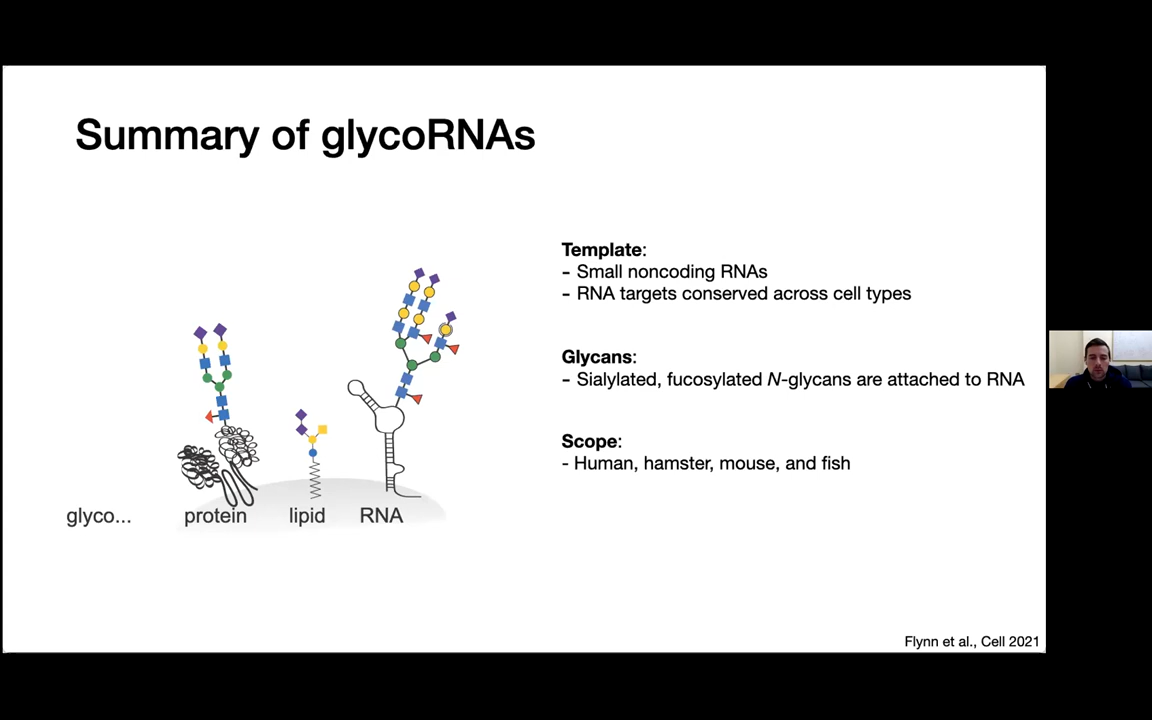 Summary of glycoRNAs
Template:
- Small noncoding RNAs
- RNA targets conserved across cell types
Glycans:
- Sialylated, fucosylated N-glycans are attached to RNA
Scope:
- Human, hamster, mouse, and fish
glyco... protein lipid RNA
Flynn et al., Cell 2021